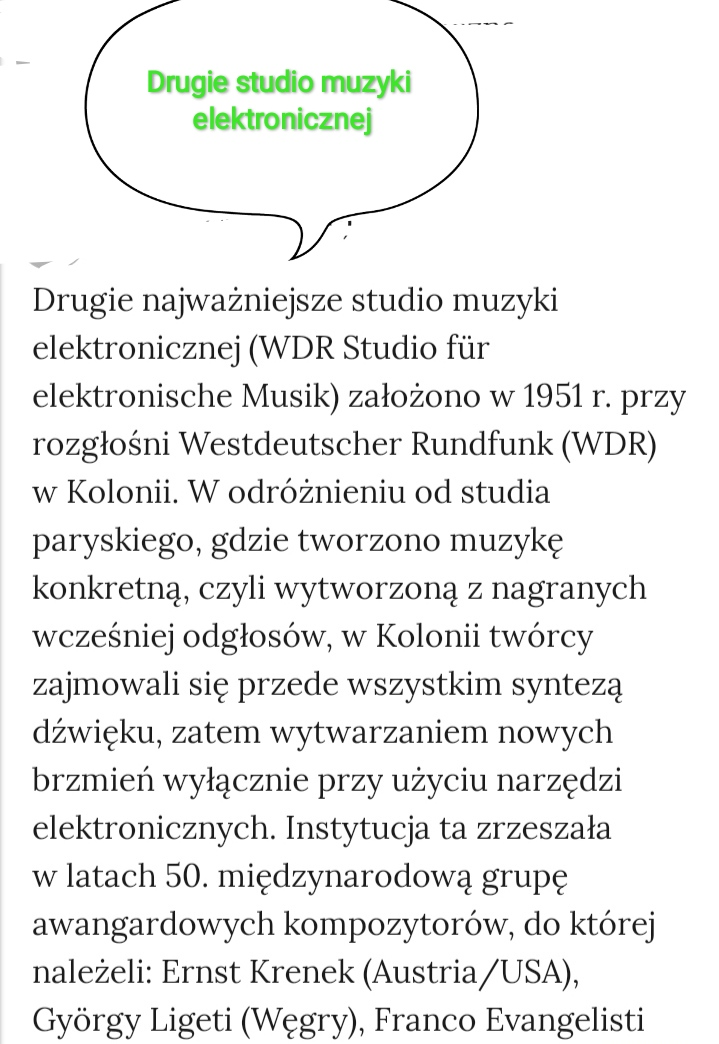 Drugie studio muzyki
elektronicznej
Drugie najważniejsze studio muzyki
elektronicznej (WDR Studio für
elektronische Musik) założono w 1951 r. przy
rozgłośni Westdeutscher Rundfunk (WDR)
w Kolonii. W odróżnieniu od studia
paryskiego, gdzie tworzono muzykę
konkretną, czyli wytworzoną z nagranych
wcześniej odgłosów, w Kolonii twórcy
zajmowali się przede wszystkim syntezą
dźwięku, zatem wytwarzaniem nowych
brzmień wyłącznie przy użyciu narzędzi
elektronicznych. Instytucja ta zrzeszała
w latach 50. międzynarodową grupę
awangardowych kompozytorów, do której
należeli: Ernst Krenek (Austria/USA),
György Ligeti (Węgry), Franco Evangelisti